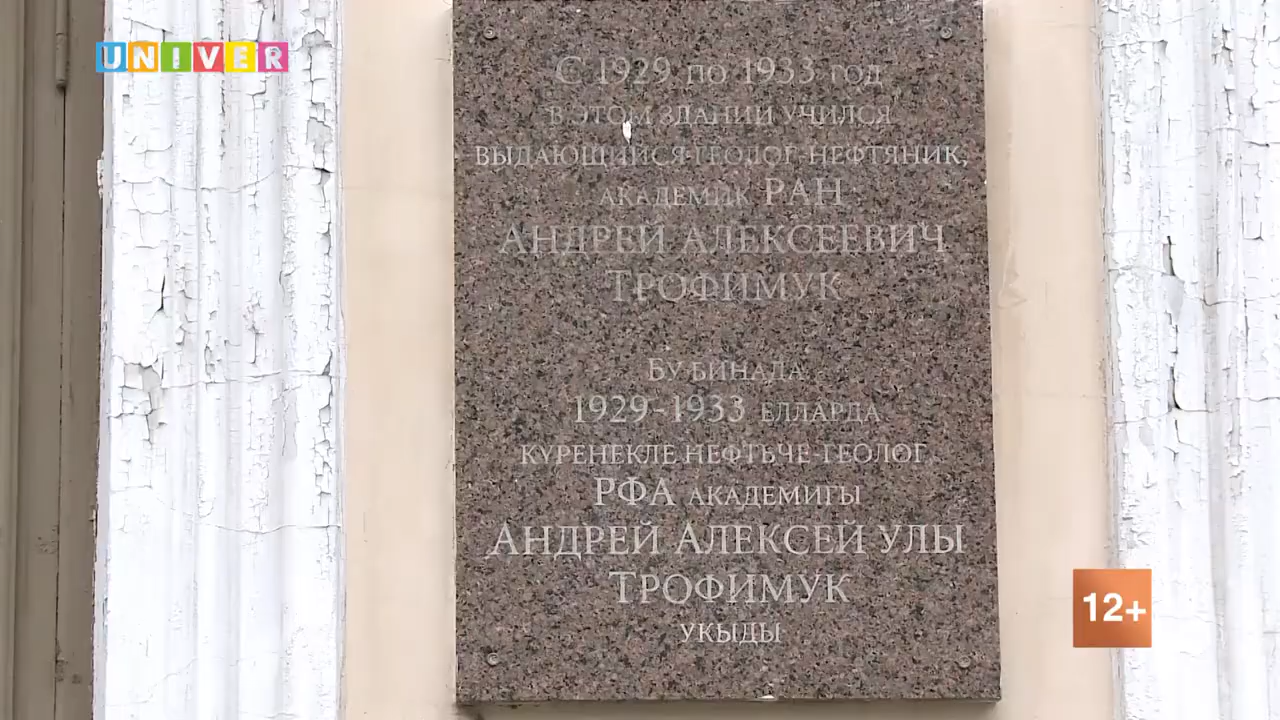 UNIVER
С 1929 по 1933 год
в этом здании учился
выдающийся геолог-нефтяник,
академик РАН
Андрей Алексеевич
Трофимук
Бу бинада
1929-1933 елларда
күренекле нефтьче-геолог,
РФА академигы
Андрей Алексей улы
Трофимук
укыды
12+